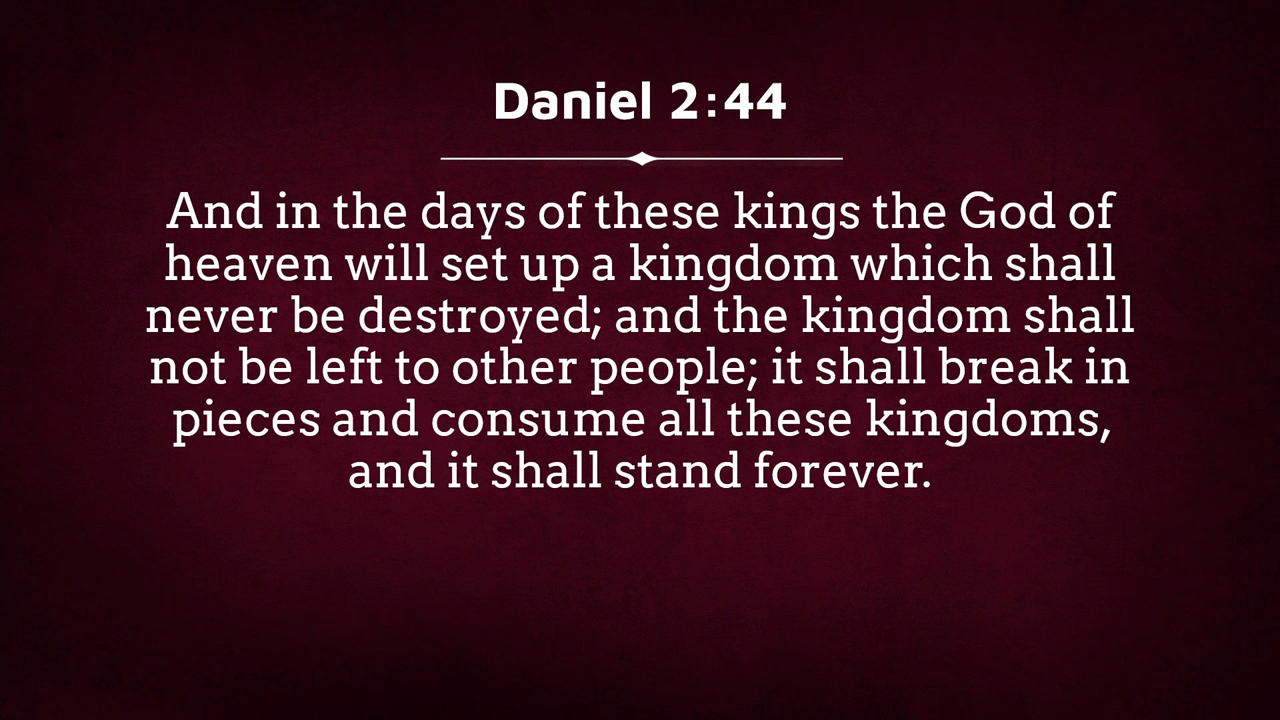 Daniel 2:44
And in the days of these kings the God of
heaven will set up a kingdom which shall
never be destroyed; and the kingdom shall
not be left to other people; it shall break in
pieces and consume all these kingdoms,
and it shall stand forever.